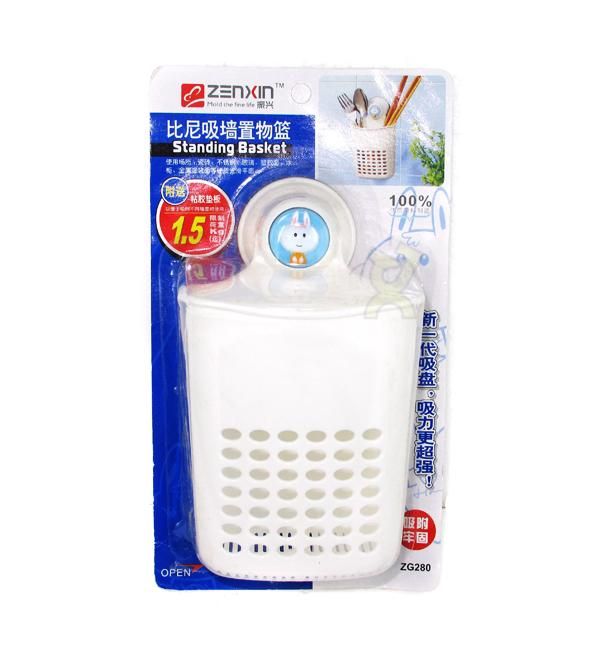 ZENXIN™
Mold the fine life 振兴
比尼吸墙置物篮
Standing Basket
附送
粘胶垫板
1.5
100%
新一代吸盘，吸力更超强！
吸附
牢固
OPEN
ZG280